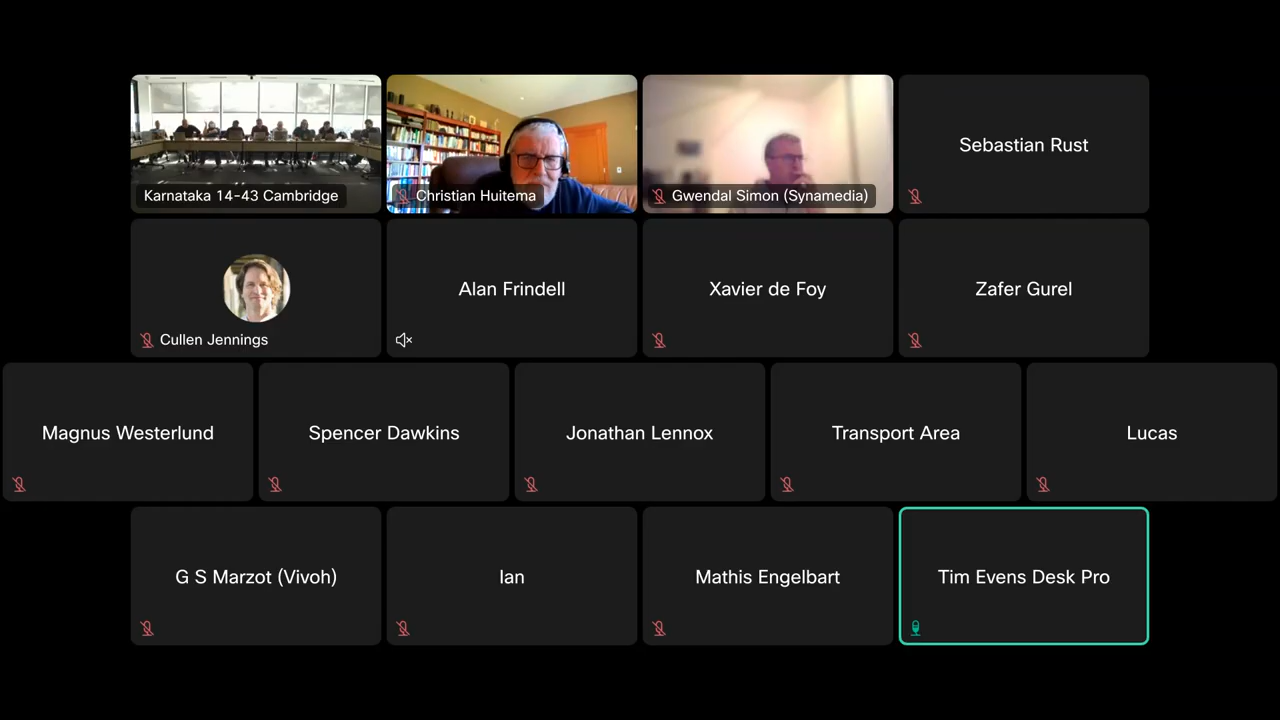 Karnataka 14-43 Cambridge
Christian Huitema
Gwendal Simon (Synamedia)
Sebastian Rust
Cullen Jennings
Alan Frindell
Xavier de Foy
Zafer Gurel
Magnus Westerlund
Spencer Dawkins
Jonathan Lennox
Transport Area
Lucas
G S Marzot (Vivoh)
Ian
Mathis Engelbart
Tim Evens Desk Pro